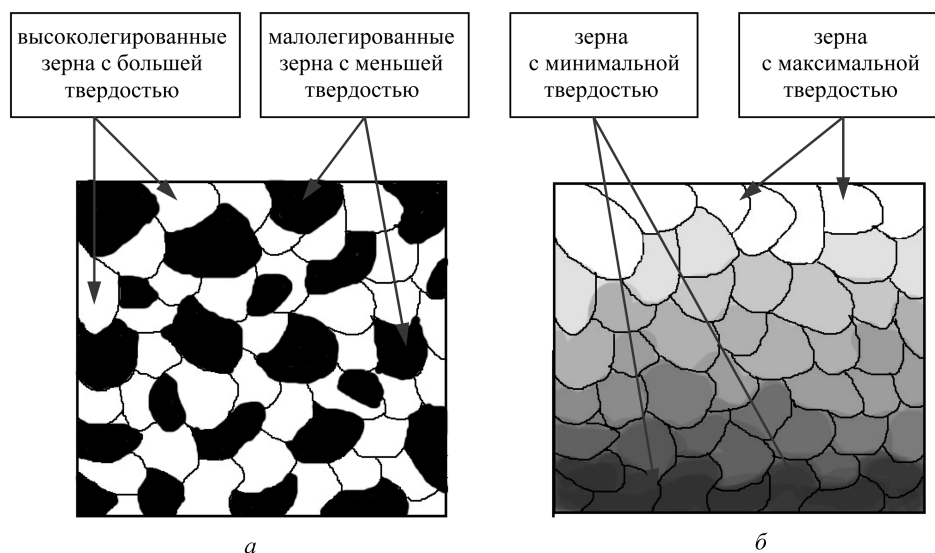 высоколегированные
зерна с большей
твердостью
малолегированные
зерна с меньшей
твердостью
зерна
с минимальной
твердостью
зерна
с максимальной
твердостью
а
б